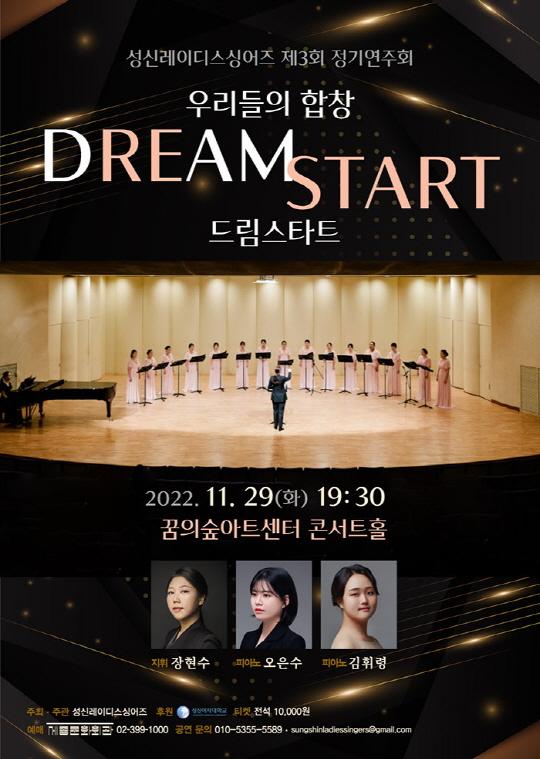 성신레이디스싱어즈 제3회 정기연주회
우리들의 합창
DREAM
START
드림스타트
2022. 11. 29(화) 19:30
꿈의숲아트센터 콘서트홀
지휘 장현수 피아노 오은수 피아노 김휘령
주최 · 주관 성신레이디스싱어즈 후원 성신여자대학교 티켓 전석 10,000원
예매 02-399-1000 공연 문의 010-5355-5589 · sungshinladiessingers@gmail.com